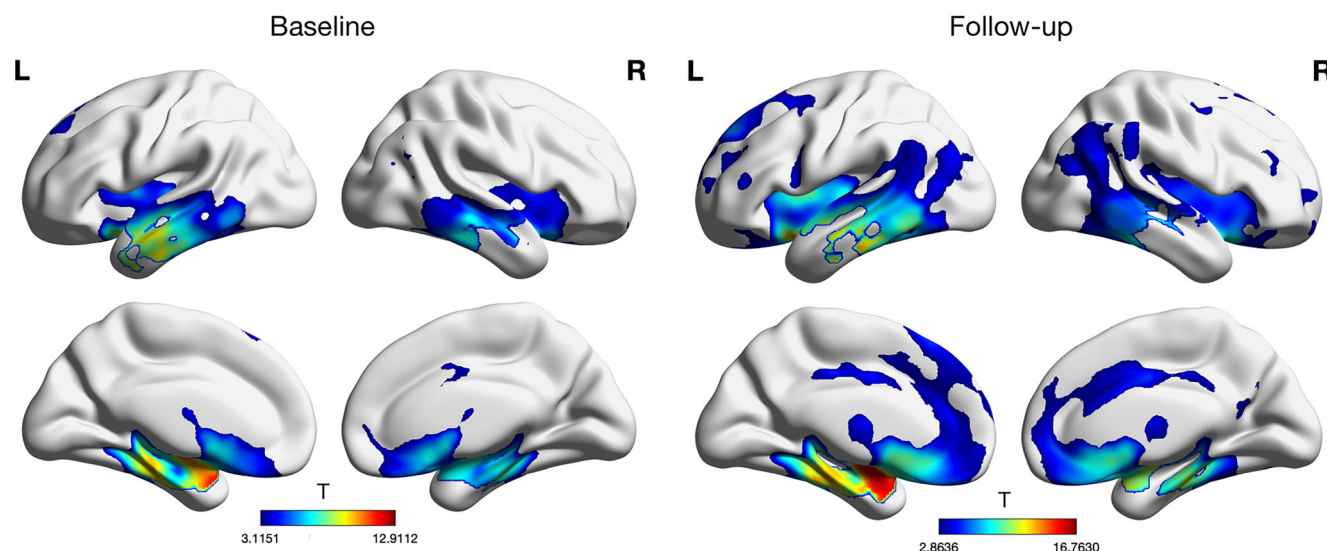 Baseline
Follow-up
L
R
L
R
T
3.1151
12.9112
T
2.8636
16.7630